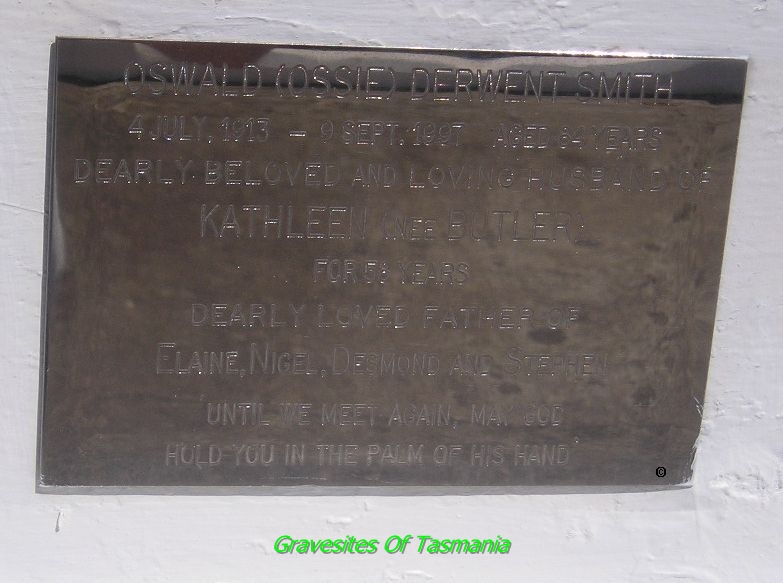 OSWALD (OSSIE) DERWENT SMITH
4 JULY, 1913 – 9 SEPT. 1997 AGED 84 YEARS
DEARLY BELOVED AND LOVING HUSBAND OF
KATHLEEN (NEE BUTLER)
FOR YEARS
DEARLY LOVED FATHER OF
ELAINE, NIGEL, DESMOND AND STEPHEN
UNTIL WE MEET AGAIN, MAY GOD
HOLD YOU IN THE PALM OF HIS HAND
©
Gravesites Of Tasmania